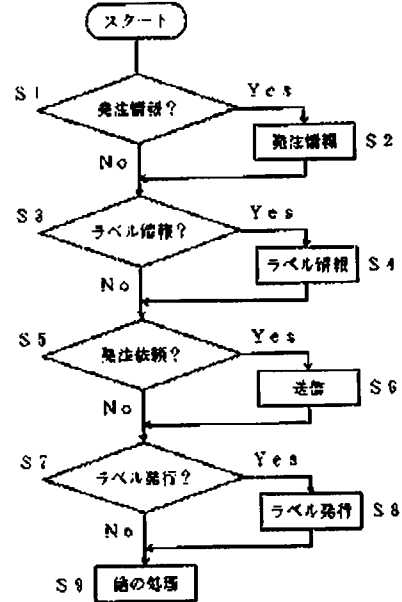 スタート
S1
発注情報?
Yes
発注情報
S2
No
S3
ラベル情報?
Yes
ラベル情報
S4
No
S5
発注依頼?
Yes
送信
S6
No
S7
ラベル発行?
Yes
ラベル発行
S8
No
S9
他の処理